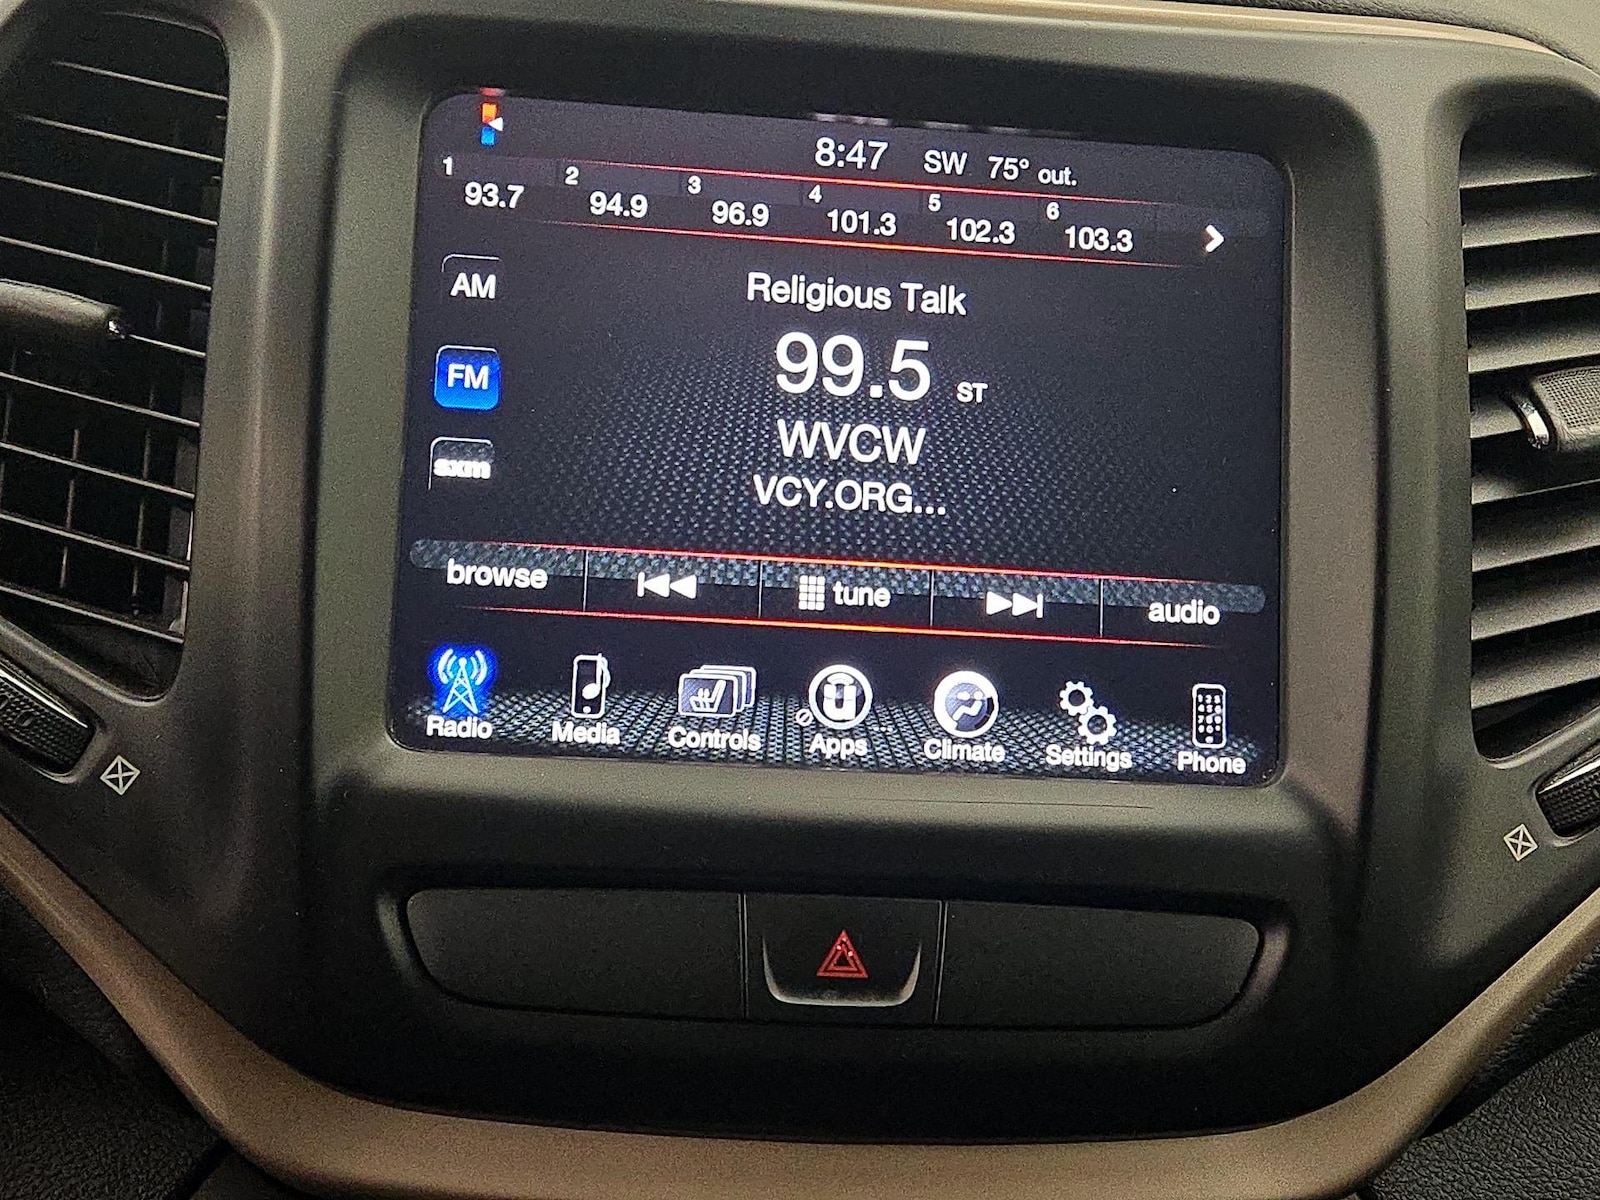 8:47 SW 75° out.
1 93.7 2 94.9 3 96.9 4 101.3 5 102.3 6 103.3
AM
Religious Talk
99.5 ST
FM
WVCW
sxm
VCY.ORG...
browse tune audio
Radio Media Controls Apps ... Climate Settings Phone